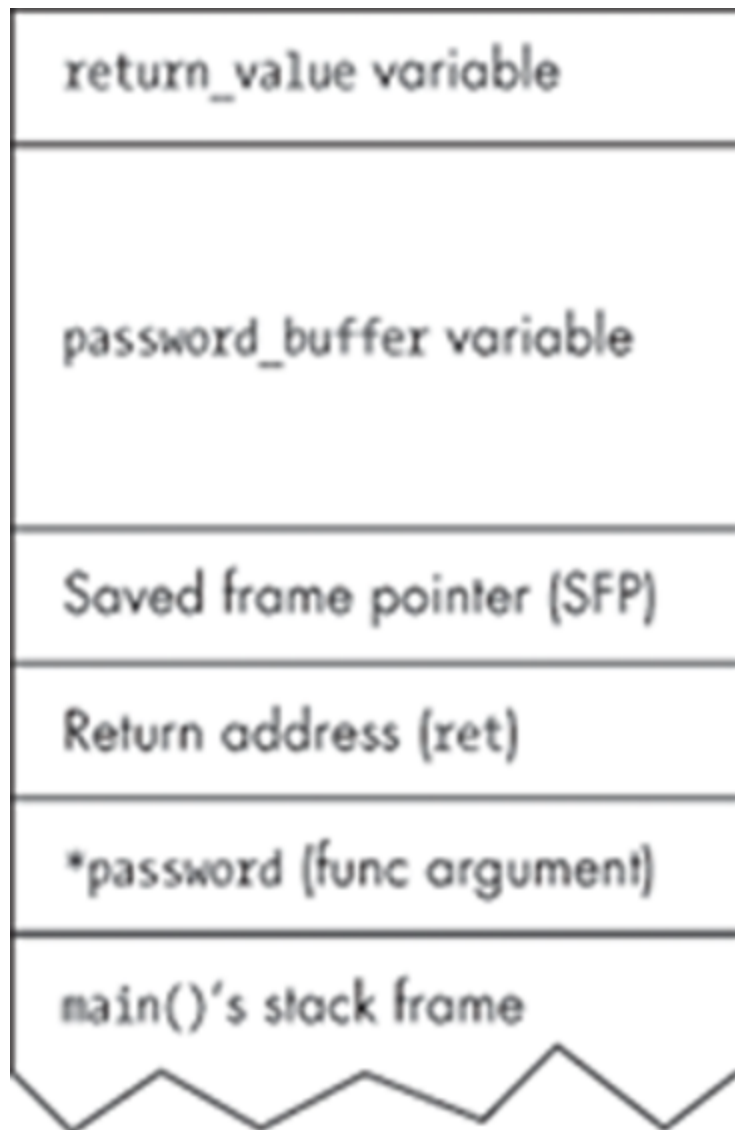 return_value variable
password_buffer variable
Saved frame pointer (SFP)
Return address (ret)
*password (func argument)
main()'s stack frame